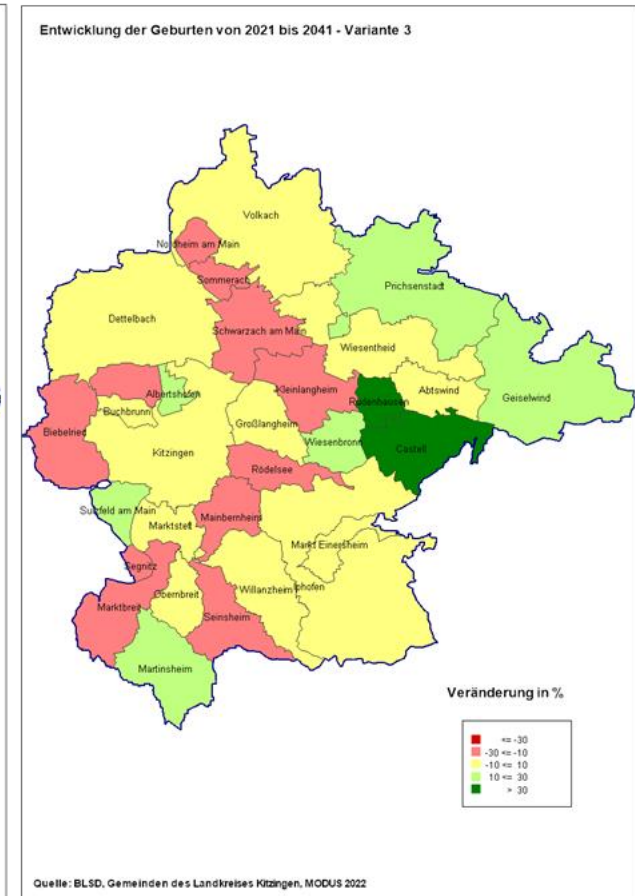 Entwicklung der Geburten von 2021 bis 2041 - Variante 3
Volkach
Nordheim am Main
Sommerach
Prichsenstadt
Dettelbach
Schwarzach am Main
Wiesentheid
Kleinlangheim
Abtswind
Albertshofen
Rüdenhausen
Geiselwind
Buchbrunn
Großlangheim
Biebelried
Wiesenbronn
Castell
Kitzingen
Rödelsee
Sulzfeld am Main
Mainbernheim
Marktsteft
Markt Einersheim
Segnitz
Obernbreit
Willanzheim
Iphofen
Marktbreit
Seinsheim
Martinsheim
Veränderung in %
<= -30
-30 <= -10
-10 <= 10
10 <= 30
> 30
Quelle: BLSD, Gemeinden des Landkreises Kitzingen, MODUS 2022